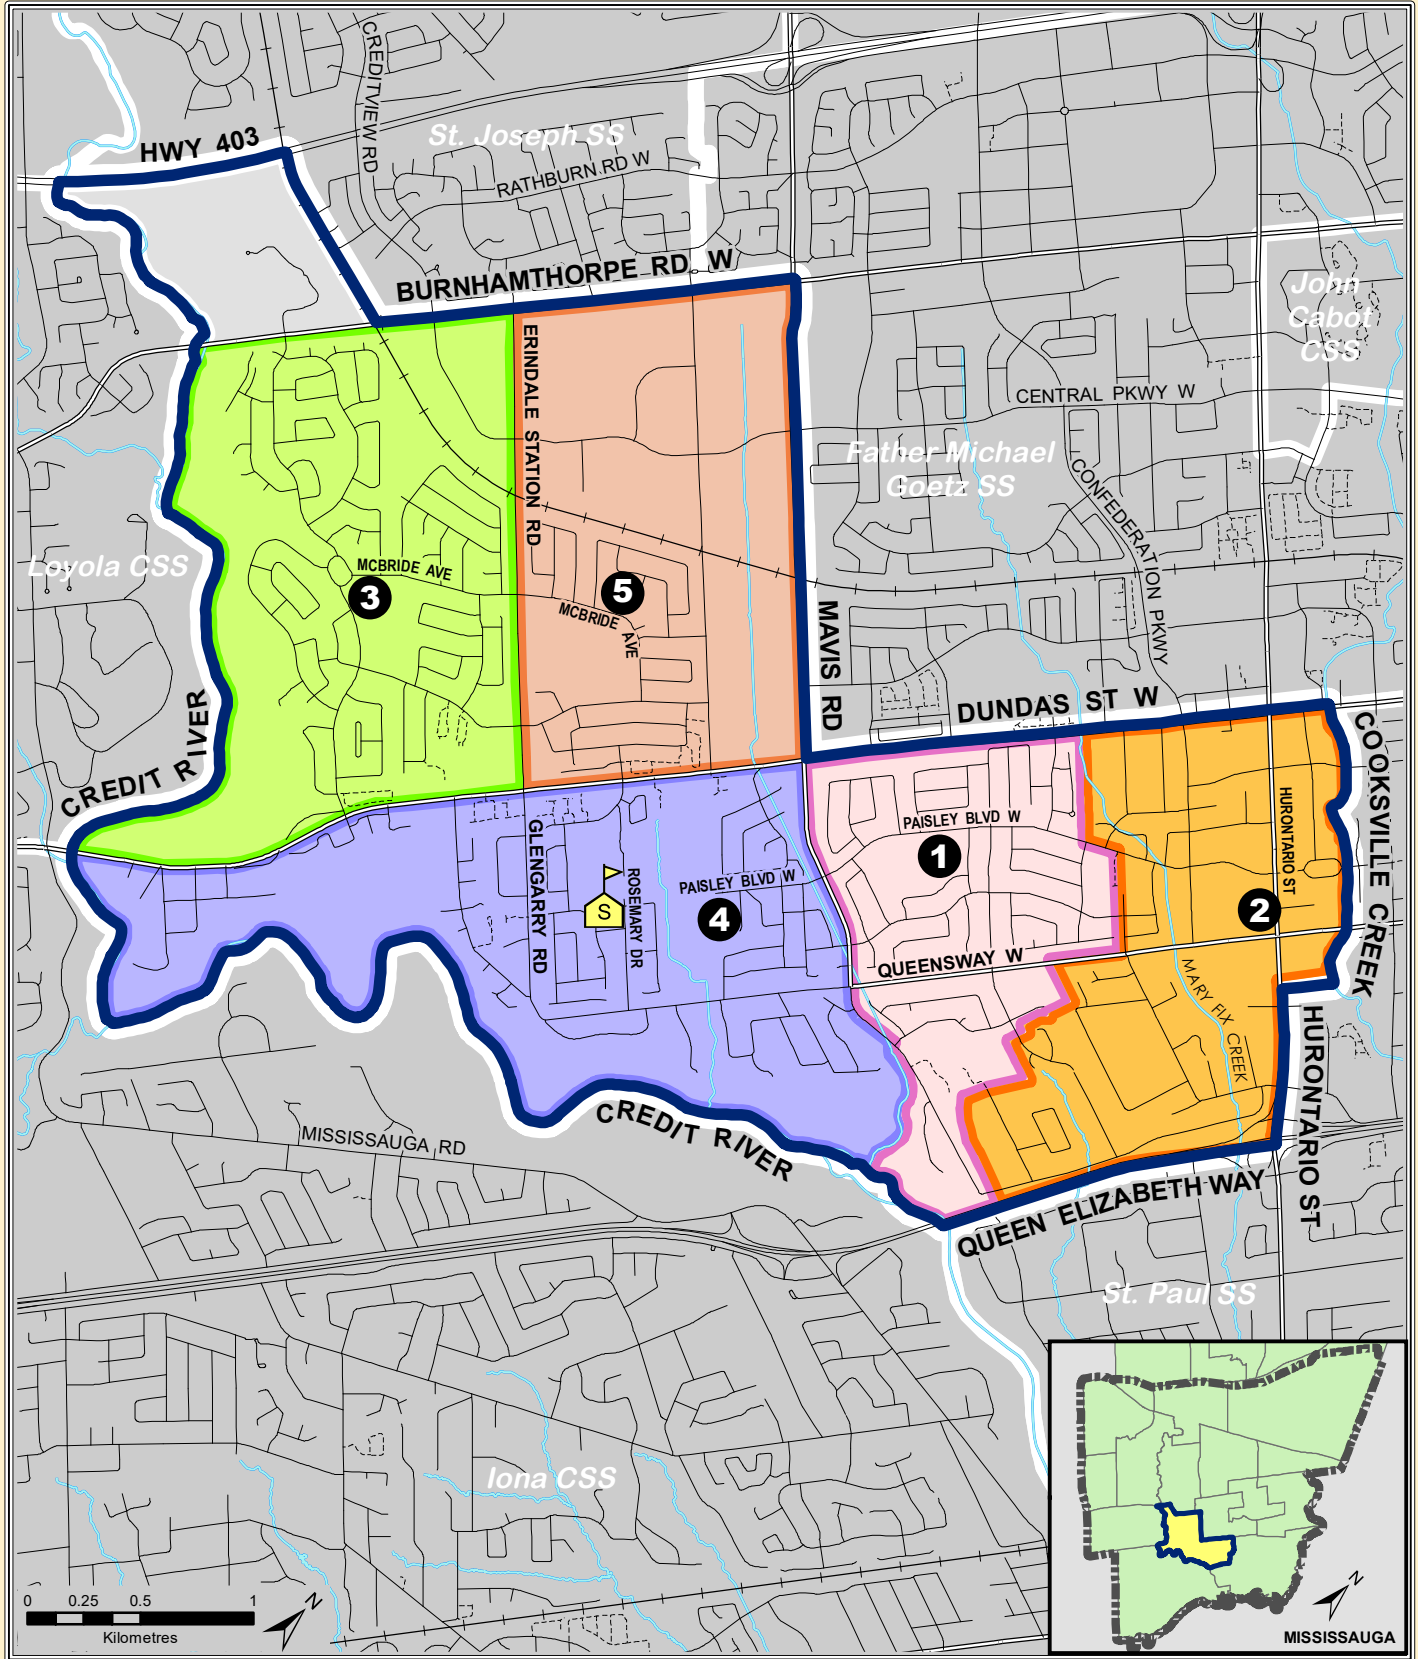 CREDITVIEW RD
St. Joseph SS
HWY 403
RATHBURN RD W
BURNHAMTHORPE RD W
John
Cabot
CSS
ERINDALE STATION RD
CENTRAL PKWY W
Father Michael
Goetz SS
CONFEDERATION PKWY
Loyola CSS
MCBRIDE AVE
3
5
MCBRIDE AVE
MAVIS RD
DUNDAS ST W
CREDIT RIVER
COOKSVILLE CREEK
HURONTARIO ST
PAISLEY BLVD W
1
GLENGARRY RD
ROSEMARY DR
PAISLEY BLVD W
S
4
2
QUEENSWAY W
MARY FIX CREEK
HURONTARIO ST
CREDIT RIVER
MISSISSAUGA RD
QUEEN ELIZABETH WAY
St. Paul SS
Iona CSS
0 0.25 0.5 1
Kilometres
N
N
MISSISSAUGA